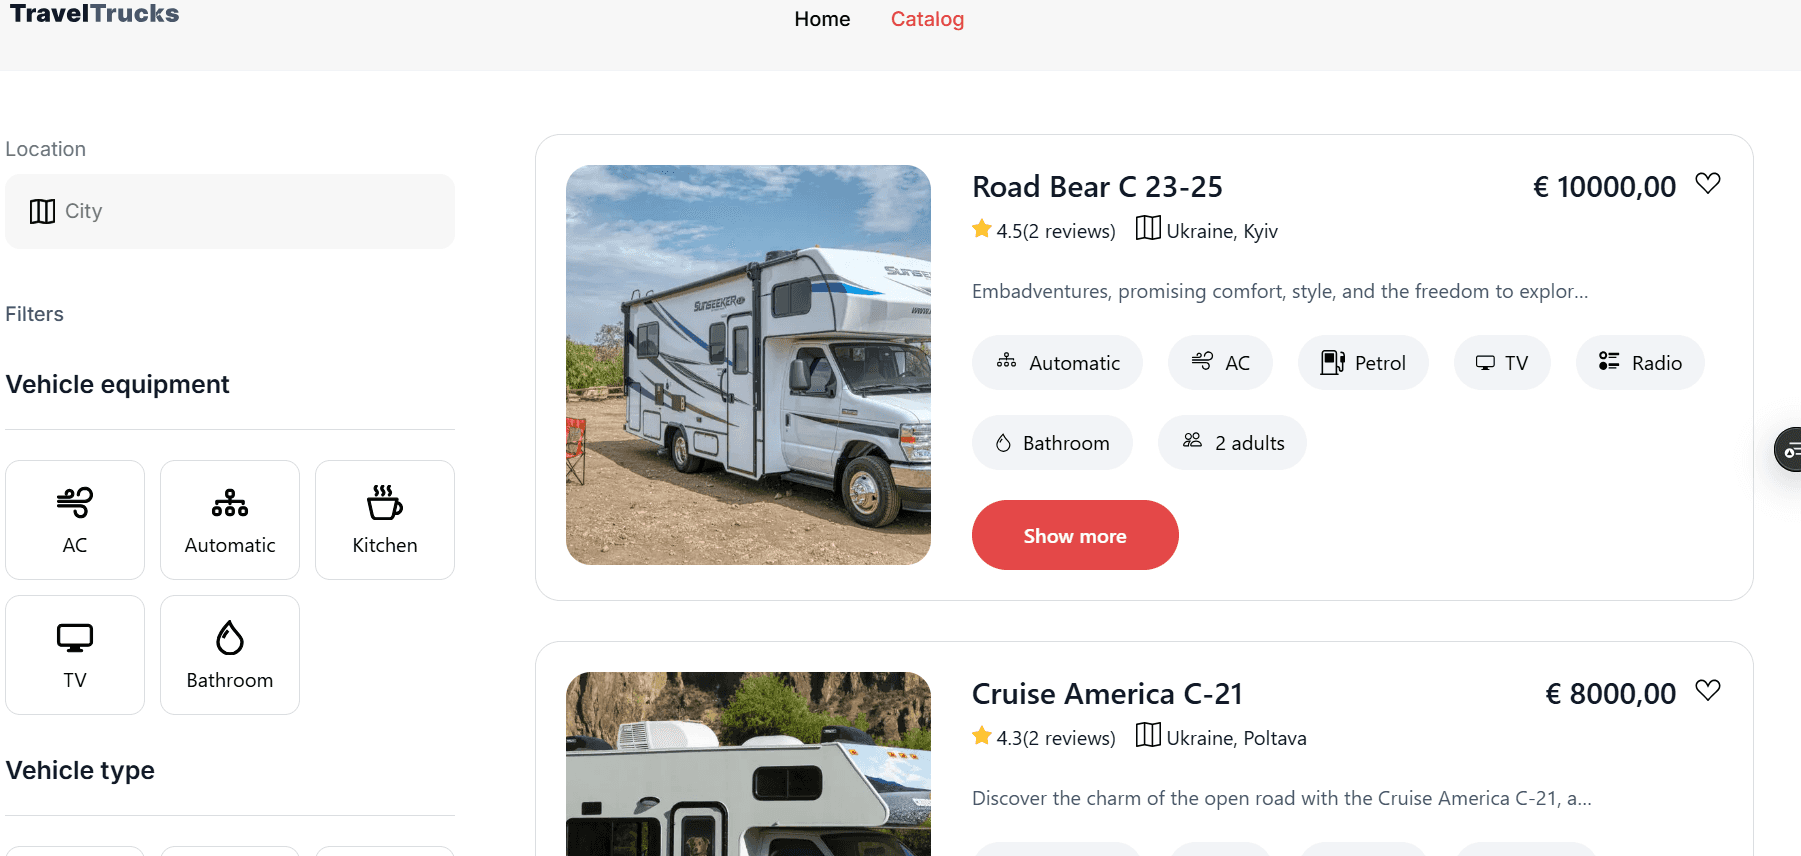 TravelTrucks
Home Catalog
Location
City
Filters
Vehicle equipment
AC Automatic Kitchen
TV Bathroom
Vehicle type
Road Bear C 23-25 € 10000,00
4.5(2 reviews) Ukraine, Kyiv
Embadventures, promising comfort, style, and the freedom to explor...
Automatic AC Petrol TV Radio
Bathroom 2 adults
Show more
SUNSEEKER
Cruise America C-21 € 8000,00
4.3(2 reviews) Ukraine, Poltava
Discover the charm of the open road with the Cruise America C-21, a...